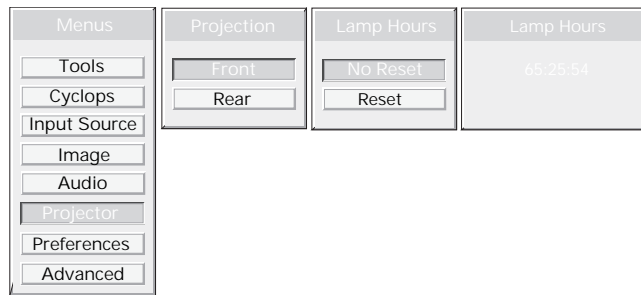 Menus
Tools
Cyclops
Input Source
Image
Audio
Projector
Preferences
Advanced
Projection
Front
Rear
Lamp Hours
No Reset
Reset
Lamp Hours
65:25:54